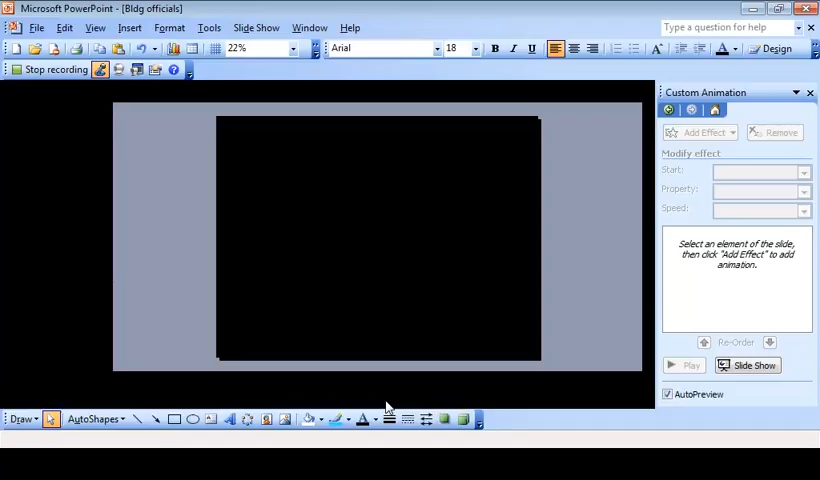 Microsoft PowerPoint - [Bldg officials]
File Edit View Insert Format Tools Slide Show Window Help Type a question for help
22% Arial 18 B I U A A Design
Stop recording
Custom Animation
Add Effect Remove
Modify effect
Start:
Property:
Speed:
Select an element of the slide,
then click "Add Effect" to add
animation.
Re-Order
Play Slide Show
AutoPreview
Draw AutoShapes A A